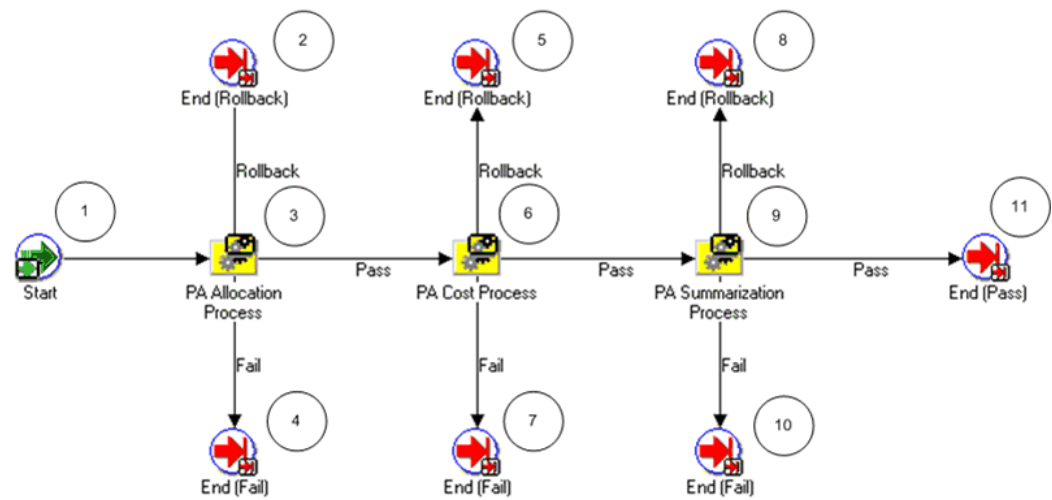 2
5
8
End (Rollback)
End (Rollback)
End (Rollback)
Rollback
Rollback
Rollback
1
3
6
9
11
Start
Pass
Pass
Pass
PA Allocation
Process
PA Cost Process
PA Summarization
Process
End (Pass)
Fail
Fail
Fail
4
7
10
End (Fail)
End (Fail)
End (Fail)